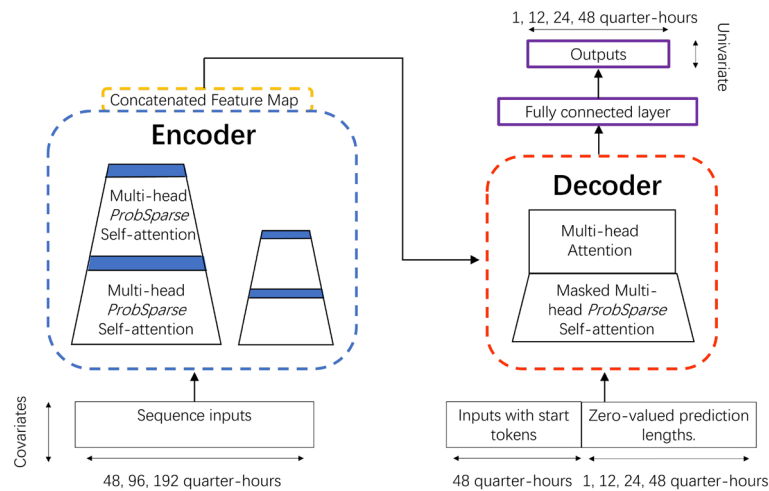 1, 12, 24, 48 quarter-hours
Outputs
Univariate
Concatenated Feature Map
Fully connected layer
Encoder
Decoder
Multi-head
ProbSparse
Self-attention
Multi-head
Attention
Multi-head
ProbSparse
Self-attention
Masked Multi-
head ProbSparse
Self-attention
Covariates
Sequence inputs
Inputs with start
tokens
Zero-valued prediction
lengths.
48, 96, 192 quarter-hours
48 quarter-hours
1, 12, 24, 48 quarter-hours